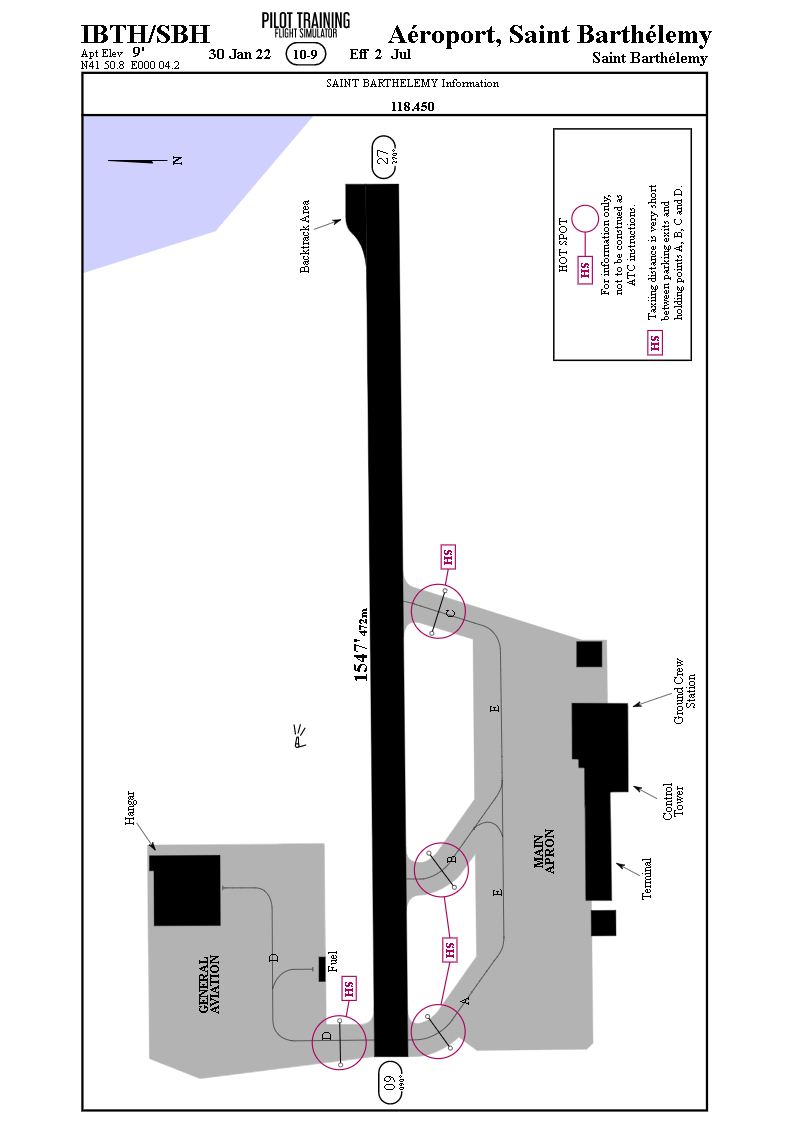 IBTH/SBH
Apt Elev 9'
N41 50.8 E000 04.2
PILOT TRAINING
FLIGHT SIMULATOR
30 Jan 22 10-9 Eff 2 Jul
Aéroport, Saint Barthélemy
Saint Barthélemy
SAINT BARTHELEMY Information
118.450
N
27
270°
Backtrack Area
HOT SPOT
HS
For information only,
not to be construed as
ATC instructions.
HS
Taxiing distance is very short
between parking exits and
holding points A, B, C and D.
HS
C
1547'
472m
E
Ground Crew
Station
Control
Tower
Terminal
MAIN
APRON
Hangar
B
E
HS
A
GENERAL
AVIATION
D
Fuel
HS
D
09
090°